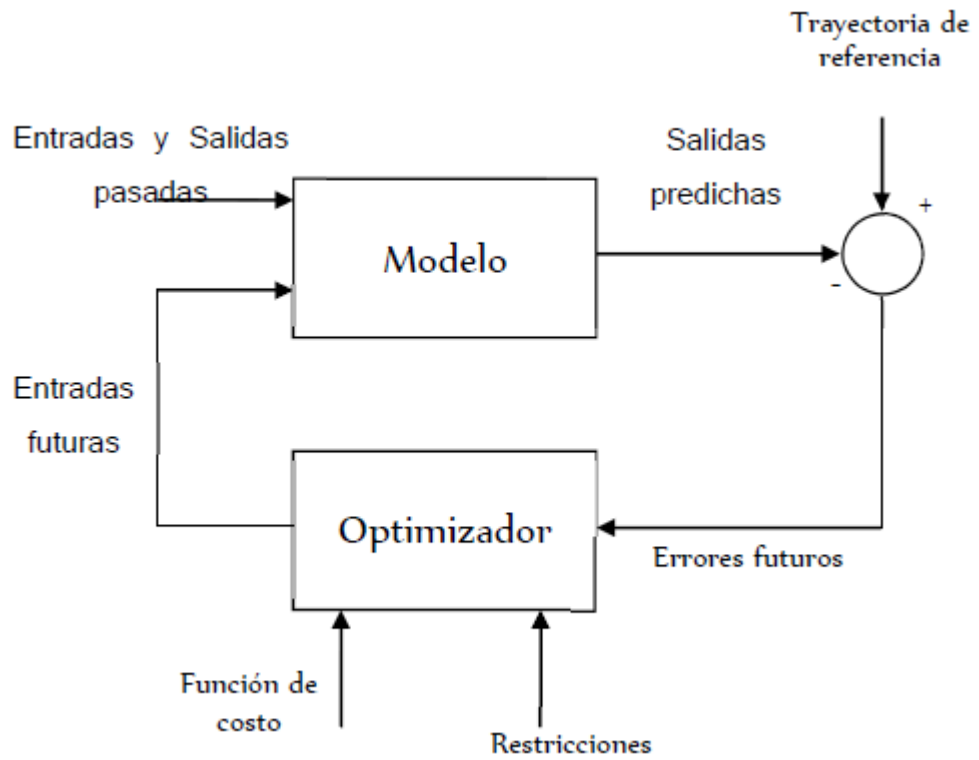 Trayectoria de
referencia
Entradas y Salidas
pasadas
Salidas
predichas
+
-
Modelo
Entradas
futuras
Optimizador
Errores futuros
Función de
costo
Restricciones